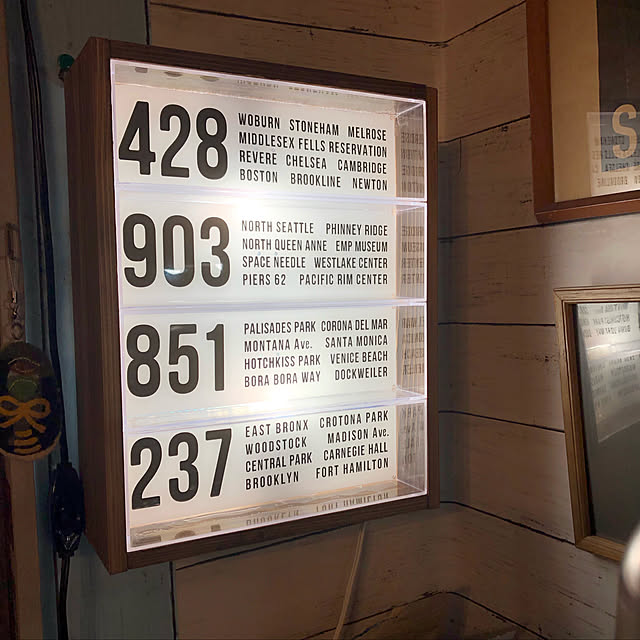 428
WOBURN STONEHAM MELROSE
MIDDLESEX FELLS RESERVATION
REVERE CHELSEA CAMBRIDGE
BOSTON BROOKLINE NEWTON
903
NORTH SEATTLE PHINNEY RIDGE
NORTH QUEEN ANNE EMP MUSEUM
SPACE NEEDLE WESTLAKE CENTER
PIERS 62 PACIFIC RIM CENTER
851
PALISADES PARK CORONA DEL MAR
MONTANA Ave. SANTA MONICA
HOTCHKISS PARK VENICE BEACH
BORA BORA WAY DOCKWEILER
237
EAST BRONX CROTONA PARK
WOODSTOCK MADISON Ave.
CENTRAL PARK CARNEGIE HALL
BROOKLYN FORT HAMILTON
S